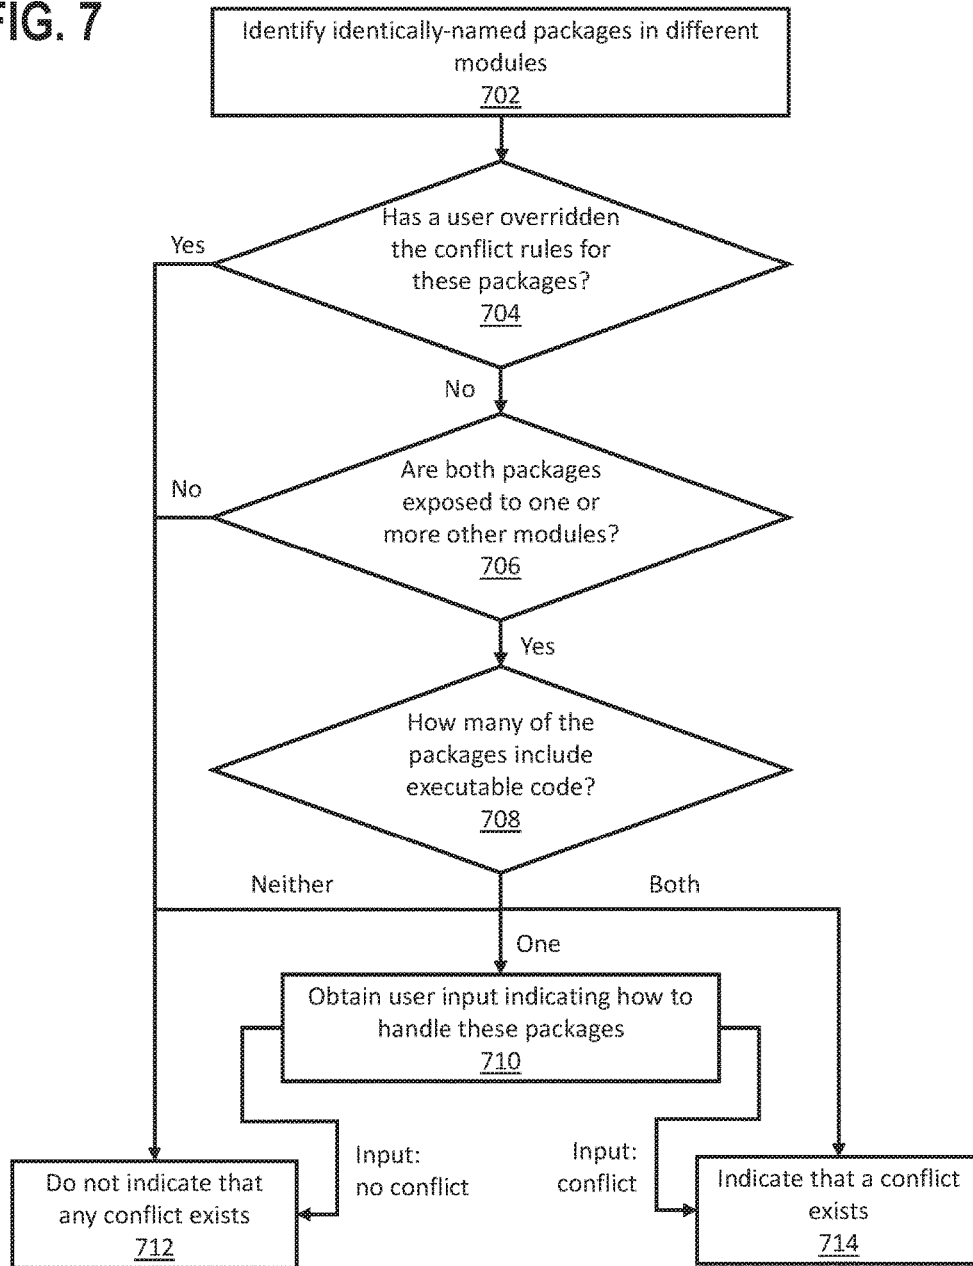 FIG. 7
Identify identically-named packages in different
modules
702
Has a user overridden
the conflict rules for
these packages?
704
Yes
No
Are both packages
exposed to one or
more other modules?
706
No
Yes
How many of the
packages include
executable code?
708
Neither
Both
One
Obtain user input indicating how to
handle these packages
710
Input:
no conflict
Input:
conflict
Do not indicate that
any conflict exists
712
Indicate that a conflict
exists
714